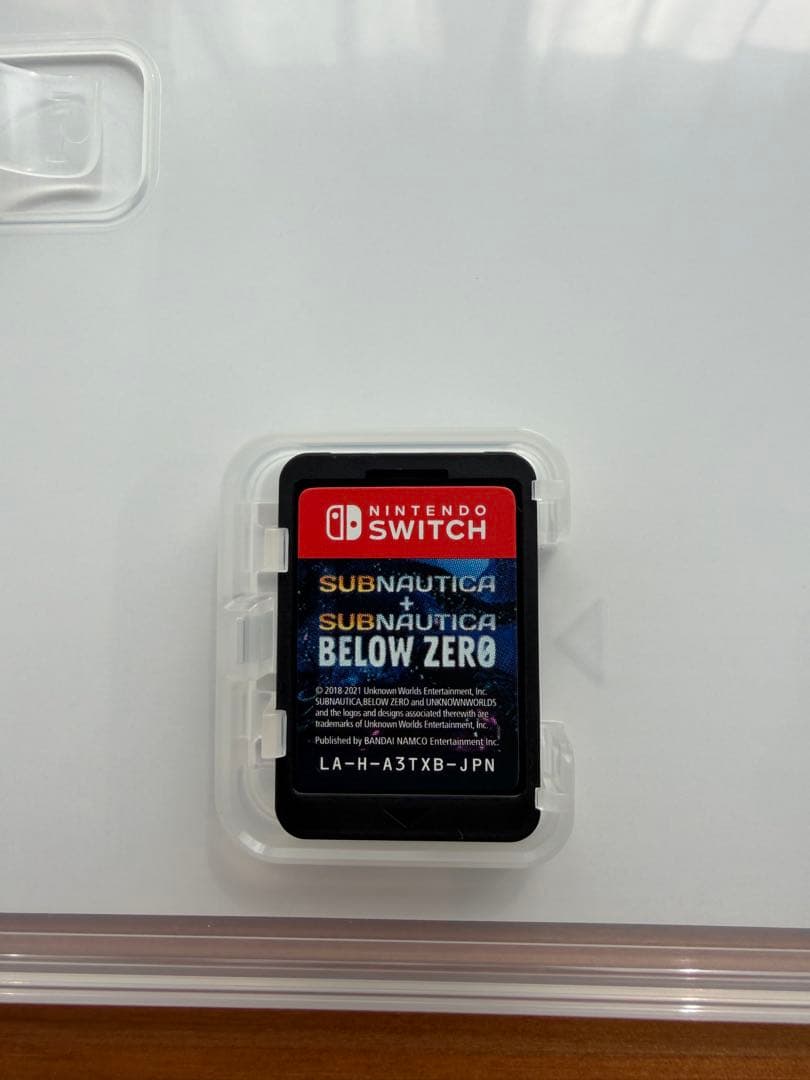 NINTENDO
SWITCH
SUBNAUTICA
+
SUBNAUTICA
BELOW ZERO
© 2018-2021 Unknown Worlds Entertainment, Inc.
SUBNAUTICA,BELOW ZERO and UNKNOWNWORLDS
and the logos and designs associated therewith are
trademarks of Unknown Worlds Entertainment, Inc.
Published by BANDAI NAMCO Entertainment Inc.
LA-H-A3TXB-JPN